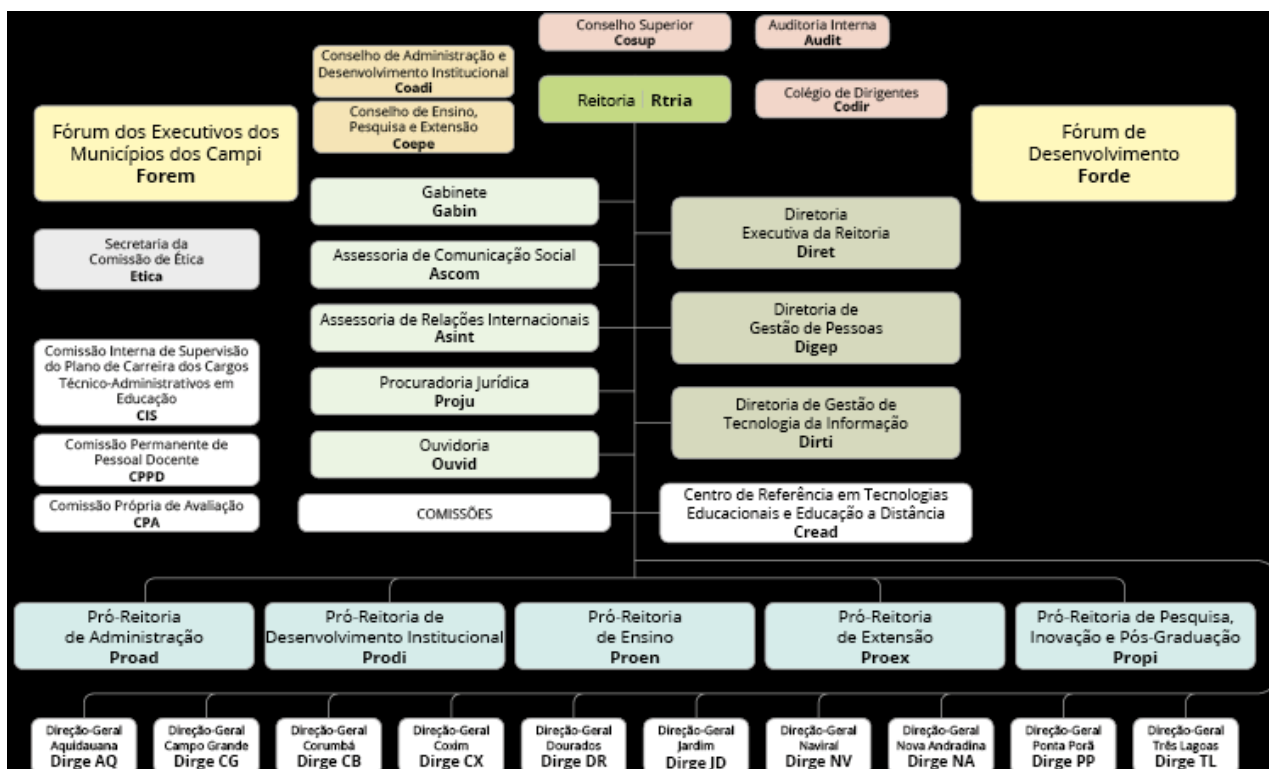 Conselho Superior
Cosup
Auditoria Interna
Audit
Conselho de Administração e
Desenvolvimento Institucional
Coadi
Reitoria | Rtria
Colégio de Dirigentes
Codir
Conselho de Ensino,
Pesquisa e Extensão
Coepe
Fórum dos Executivos dos
Municípios dos Campi
Forem
Fórum de
Desenvolvimento
Forde
Gabinete
Gabin
Diretoria
Executiva da Reitoria
Diret
Secretaria da
Comissão de Ética
Etica
Assessoria de Comunicação Social
Ascom
Assessoria de Relações Internacionais
Asint
Diretoria de
Gestão de Pessoas
Digep
Comissão Interna de Supervisão
do Plano de Carreira dos Cargos
Técnico-Administrativos em
Educação
CIS
Procuradoria Jurídica
Proju
Diretoria de Gestão de
Tecnologia da Informação
Dirti
Comissão Permanente de
Pessoal Docente
CPPD
Ouvidoria
Ouvid
Comissão Própria de Avaliação
CPA
COMISSÕES
Centro de Referência em Tecnologias
Educacionais e Educação a Distância
Cread
Pró-Reitoria
de Administração
Proad
Pró-Reitoria de
Desenvolvimento Institucional
Prodi
Pró-Reitoria
de Ensino
Proen
Pró-Reitoria
de Extensão
Proex
Pró-Reitoria de Pesquisa,
Inovação e Pós-Graduação
Propi
Direção-Geral
Aquidauana
Dirge AQ
Direção-Geral
Campo Grande
Dirge CG
Direção-Geral
Corumbá
Dirge CB
Direção-Geral
Coxim
Dirge CX
Direção-Geral
Dourados
Dirge DR
Direção-Geral
Jardim
Dirge JD
Direção-Geral
Naviraí
Dirge NV
Direção-Geral
Nova Andradina
Dirge NA
Direção-Geral
Ponta Porã
Dirge PP
Direção-Geral
Três Lagoas
Dirge TL